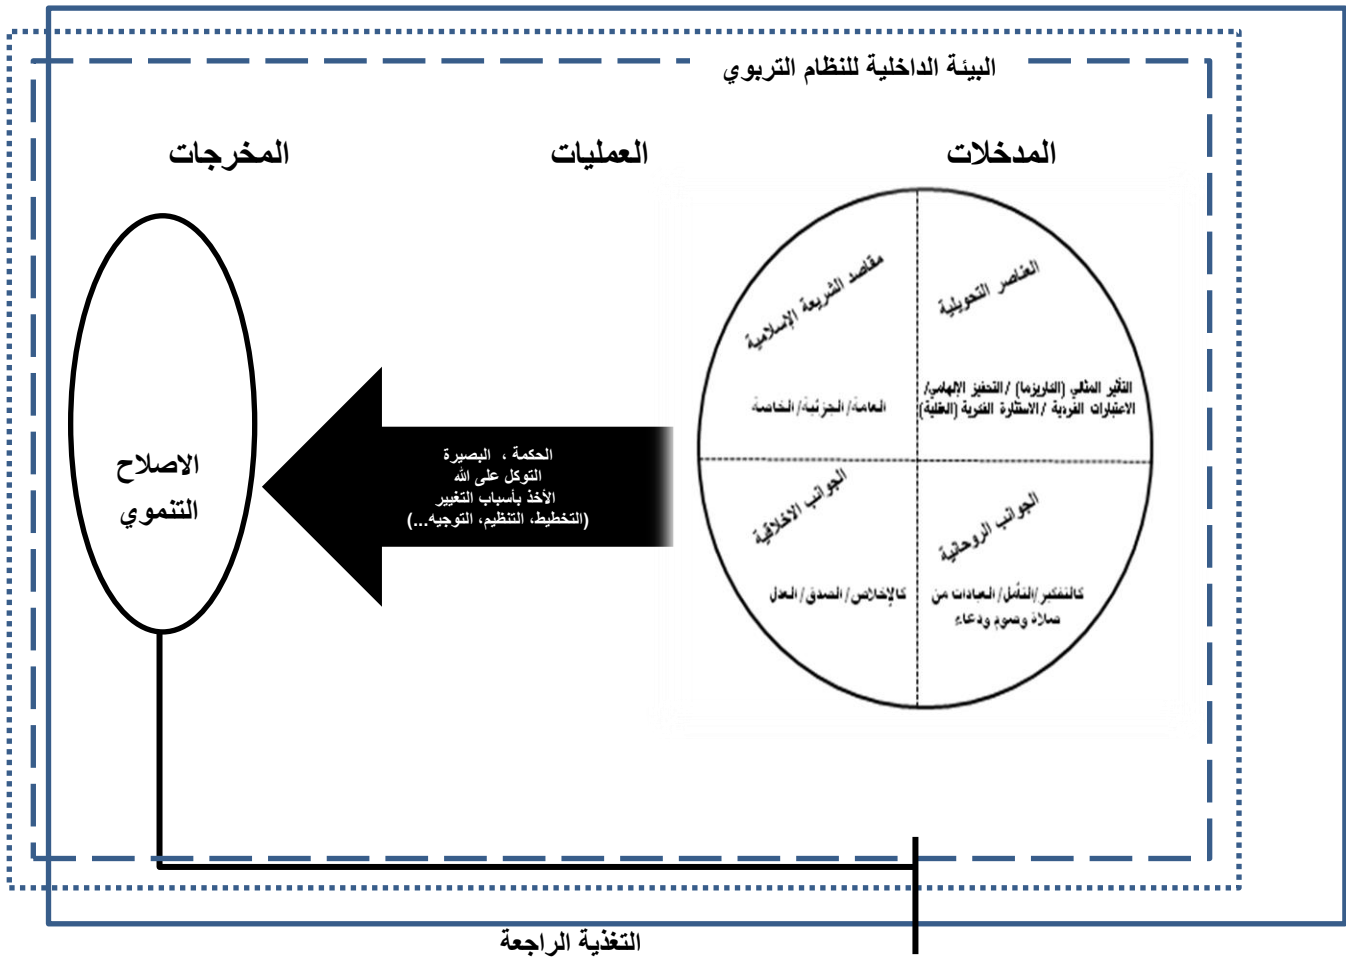 البيئة الداخلية للنظام التربوي
المدخلات
العمليات
المخرجات
العناصر التحويلية
التأثير المثالي (الكاريزما) /التحفيز الإلهامي/
الاعتبارات الفردية /الاستثارة الفكرية (العقلية)
مقاصد الشريعة الإسلامية
العامة/ الجزئية/ الخاصة
الجوانب الروحانية
كالتفكير/التأمل/ العبادات من
صلاة وصوم ودعاء
الجوانب الاخلاقية
كالإخلاص/ الصدق/ العدل
الحكمة ، البصيرة
التوكل على الله
الأخذ بأسباب التغيير
(التخطيط، التنظيم، التوجيه...)
الاصلاح
التنموي
التغذية الراجعة